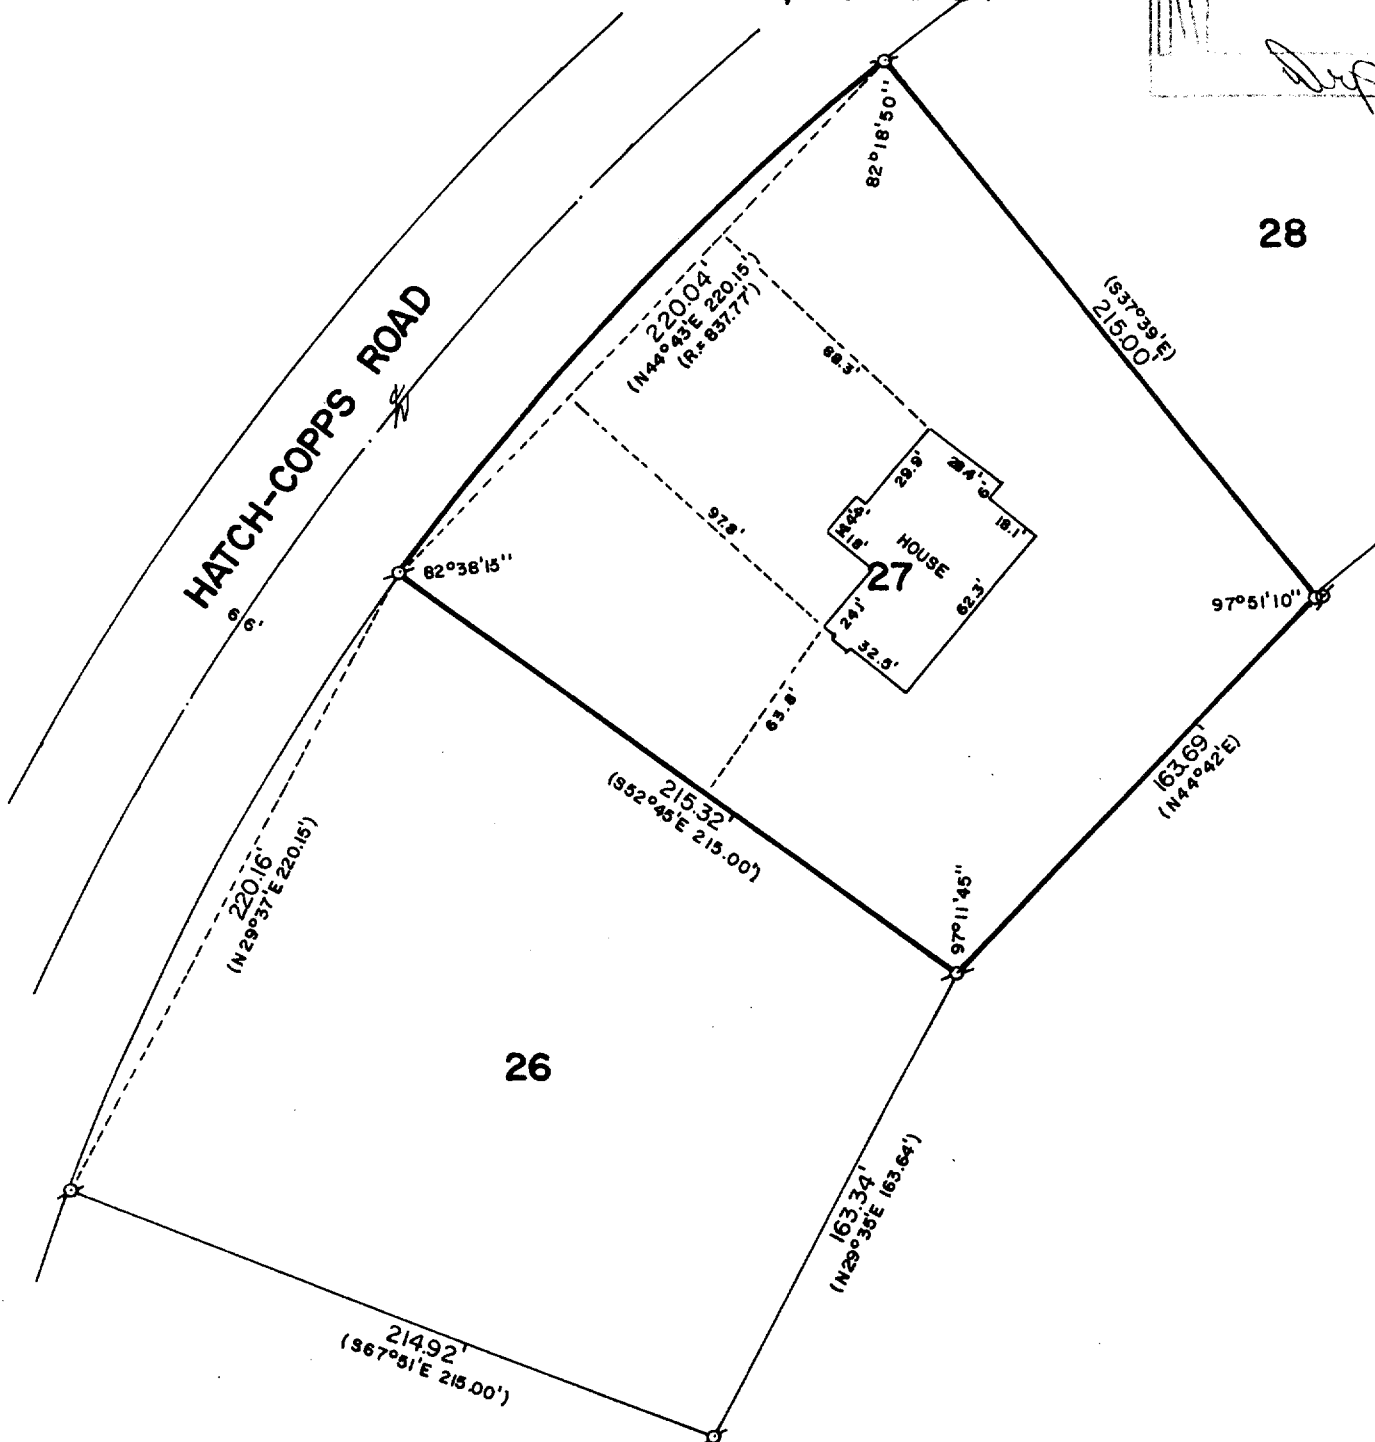 82°18'50"
28
(S37°39'E)
215.00'
220.04'
(N44°43'E 220.15')
(R.= 837.77')
HATCH-COPPS ROAD
66'
88.3'
29.9'
28.4'
6'
18.1'
18'
HOUSE
27
97.8'
24.1'
62.3'
32.5'
63.8'
82°38'15"
97°51'10"
163.69'
(N44°42'E)
215.32'
(S52°45'E 215.00')
97°11'45"
220.16'
(N29°37'E 220.15')
26
163.34'
(N29°35'E 163.64')
214.92'
(S67°51'E 215.00')